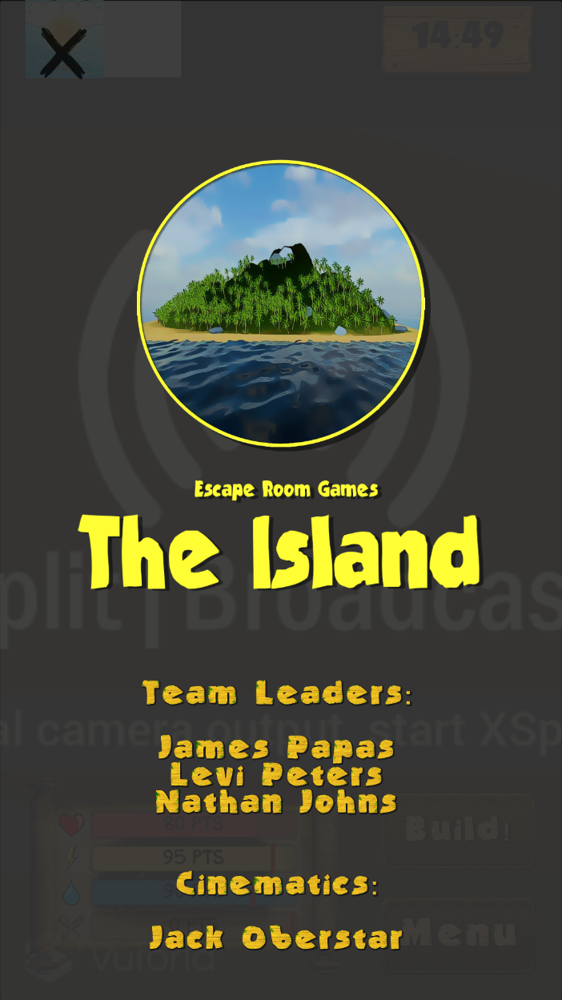 14:49
Escape Room Games
The Island
plit | Broadcas
Team Leaders:
al camera output, start XSp
James Papas
Levi Peters
Nathan Johns
80 PTS
Build!
95 PTS
Cinematics:
Jack Oberstar
Menu
vuforia